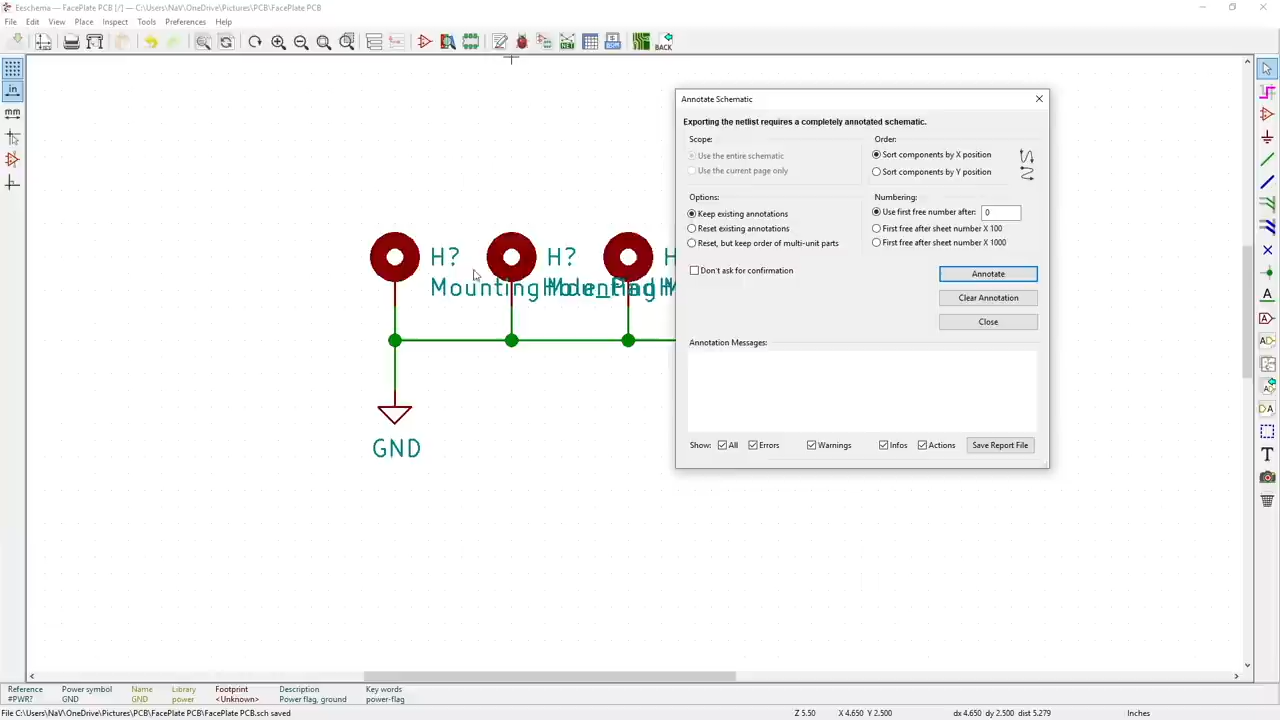 Eeschema — FacePlate PCB [/] — C:\Users\NaV\OneDrive\Pictures\PCB\FacePlate PCB
File Edit View Place Inspect Tools Preferences Help
BACK
in
mm
Annotate Schematic
Exporting the netlist requires a completely annotated schematic.
Scope:
Use the entire schematic
Use the current page only
Order:
Sort components by X position
Sort components by Y position
Options:
Keep existing annotations
Reset existing annotations
Reset, but keep order of multi-unit parts
Numbering:
Use first free number after: 0
First free after sheet number X 100
First free after sheet number X 1000
Don't ask for confirmation
Annotate
Clear Annotation
Close
Annotation Messages:
Show: All Errors Warnings Infos Actions Save Report File
H? H? H
GND
Reference Power symbol Name Library Footprint Description Key words
#PWR? GND GND power <Unknown> Power flag, ground power-flag
File C:\Users\NaV\OneDrive\Pictures\PCB\FacePlate PCB\FacePlate PCB.sch saved Z 5.50 X 4.650 Y 2.500 dx 4.650 dy 2.500 dist 5.279 Inches